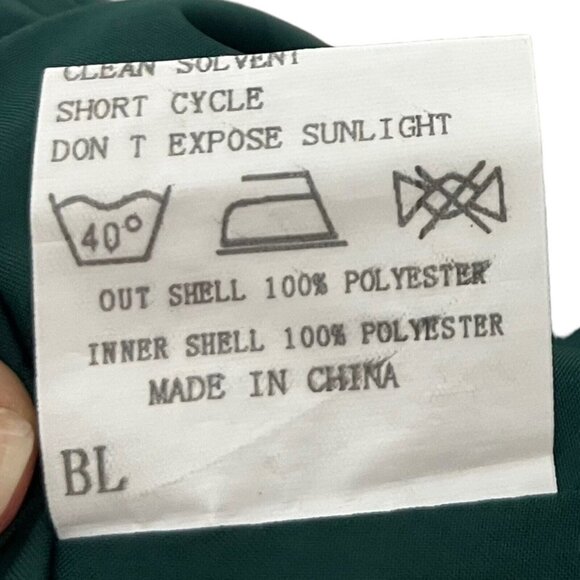 CLEAN SOLVENT
SHORT CYCLE
DON T EXPOSE SUNLIGHT
40°
OUT SHELL 100% POLYESTER
INNER SHELL 100% POLYESTER
MADE IN CHINA
BL